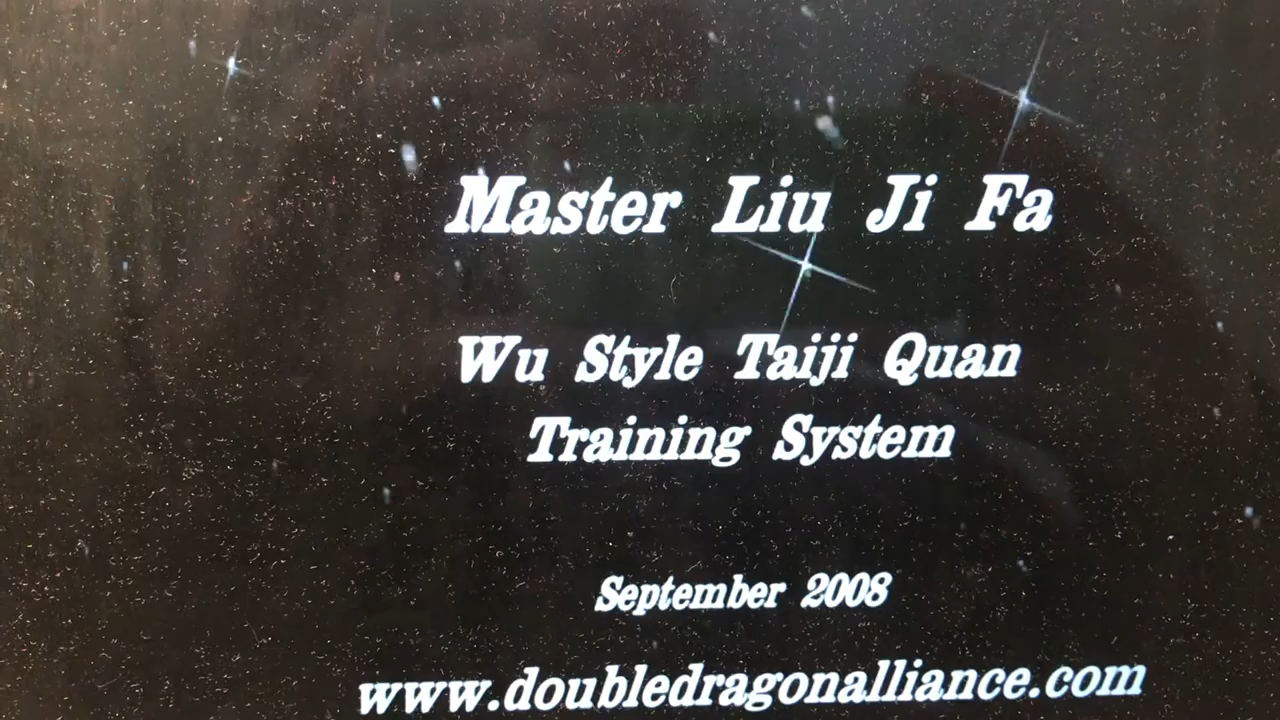 Master Liu Ji Fa
Wu Style Taiji Quan
Training System
September 2008
www.doubledragonalliance.com